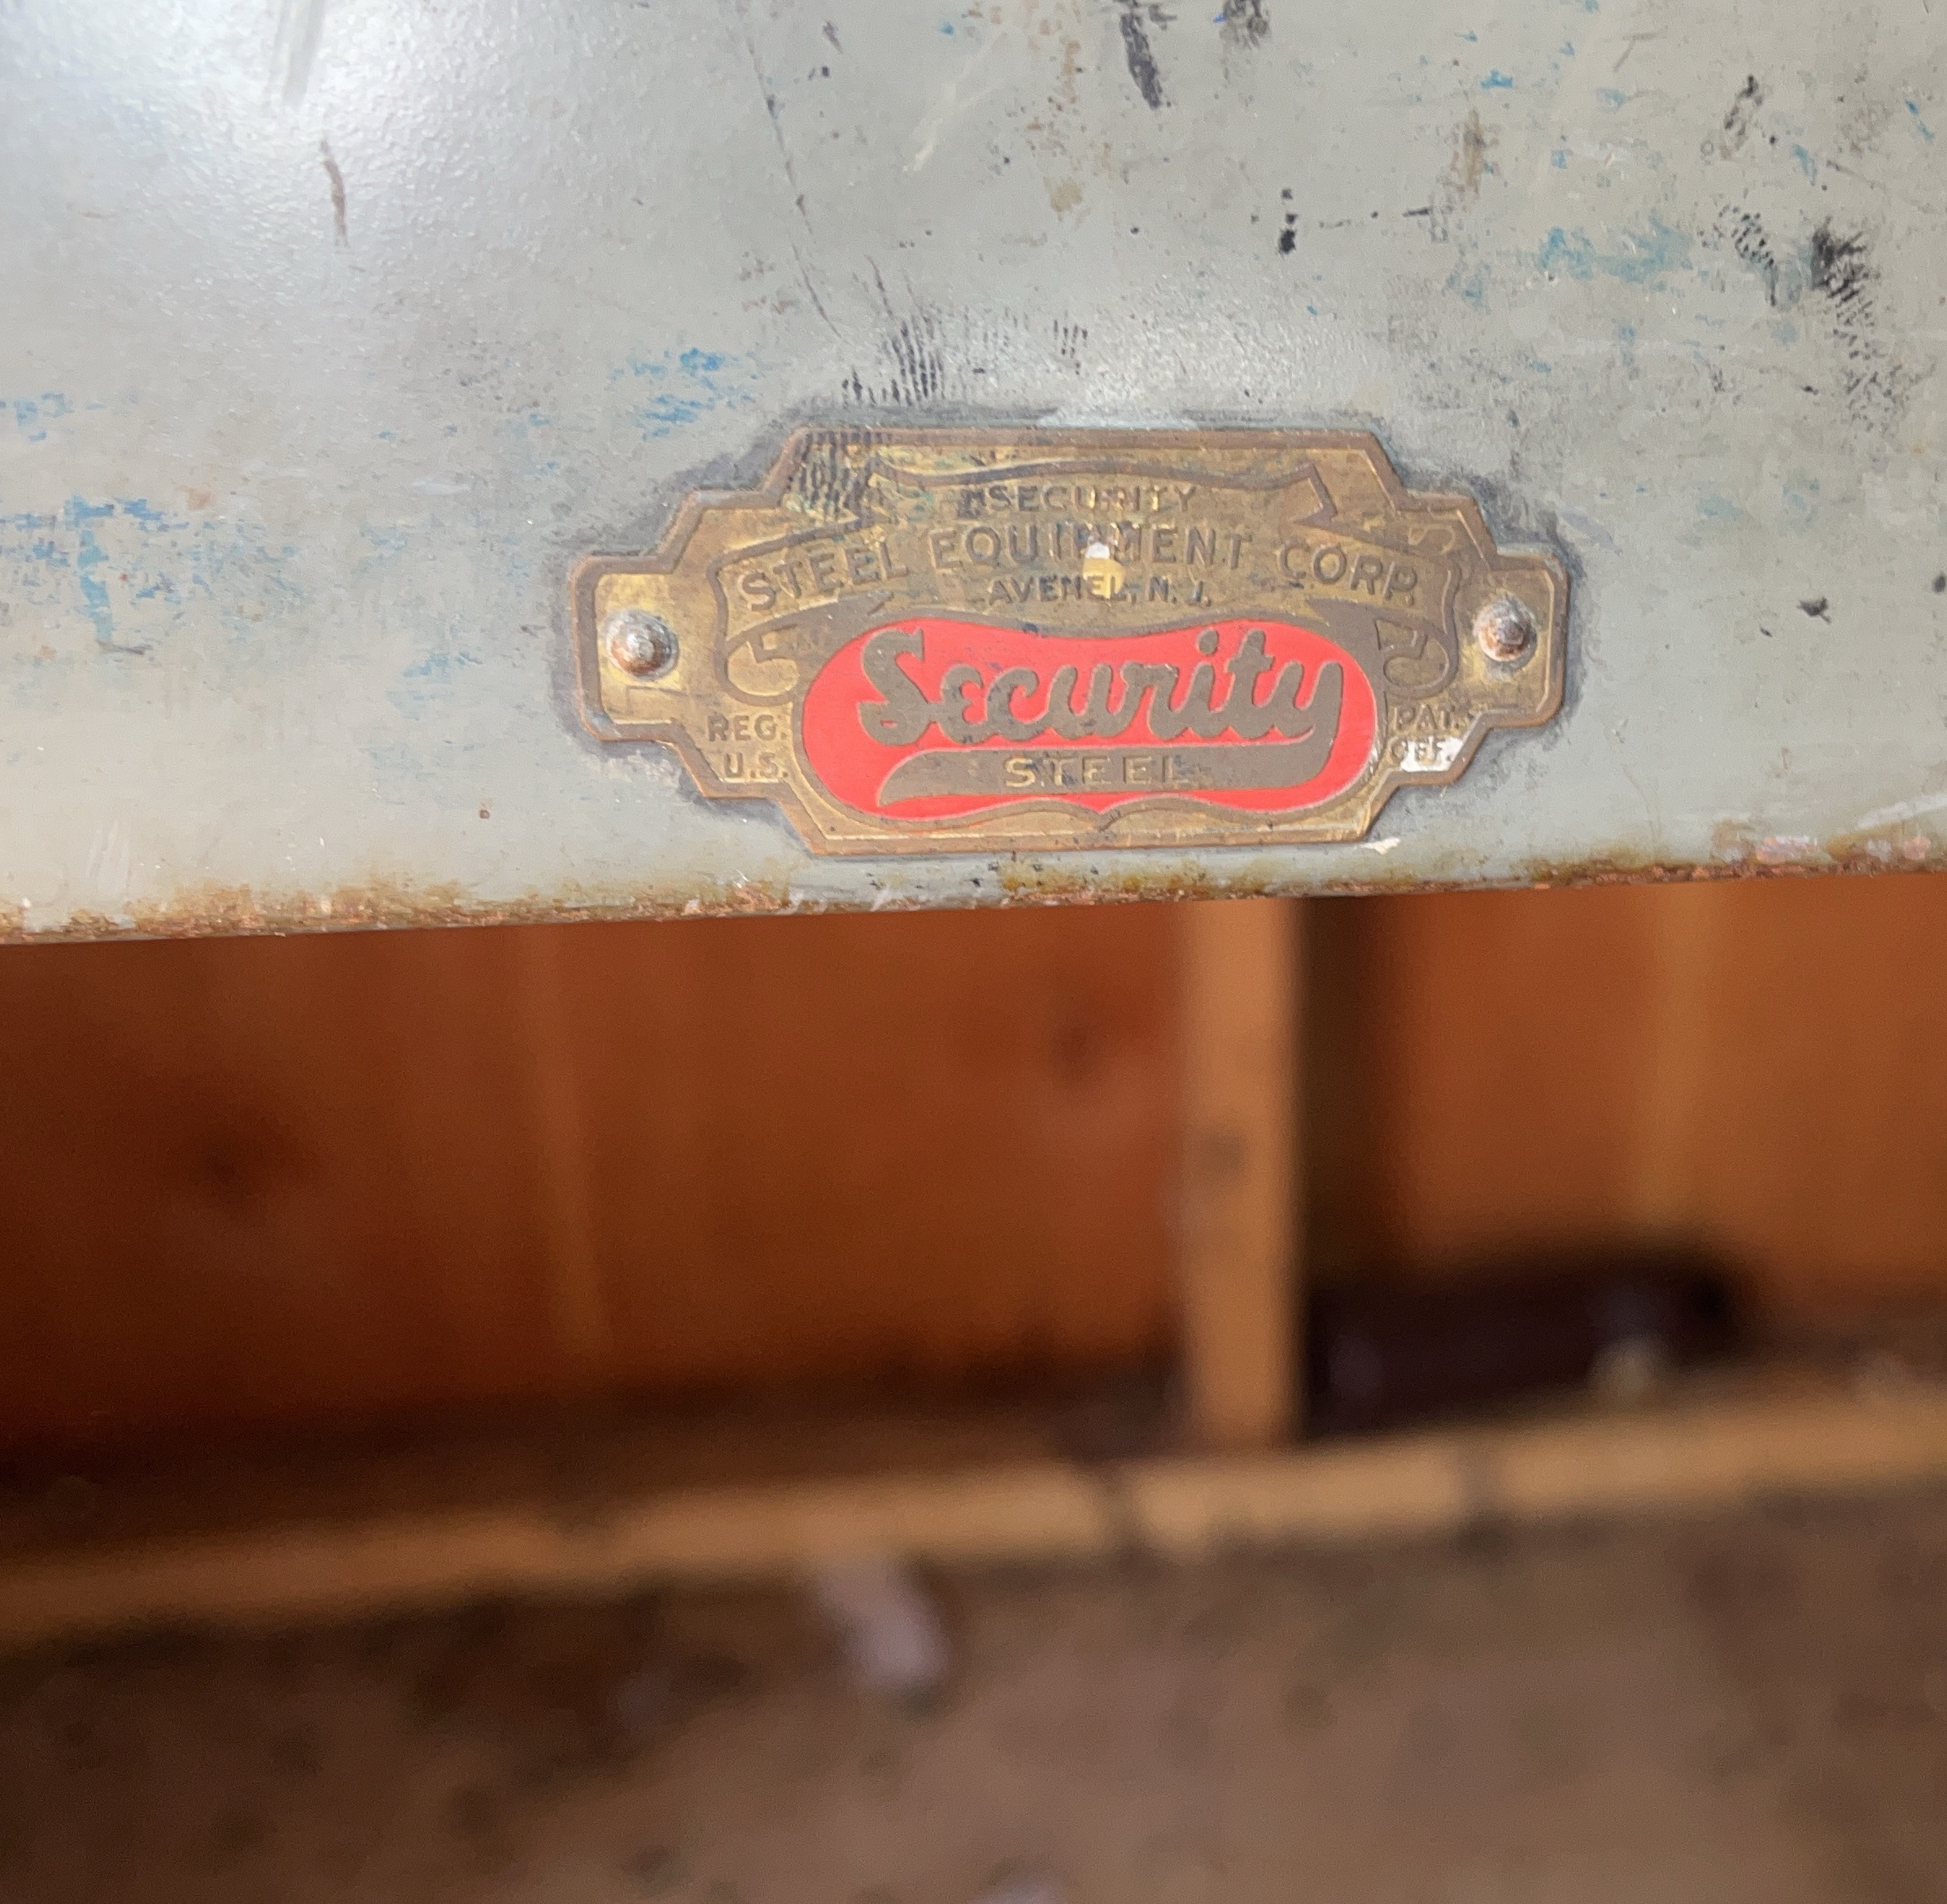 SECURITY
STEEL EQUIPMENT CORP.
AVENEL, N. J.
Security
STEEL
REG. PAT.
U.S. OFF.